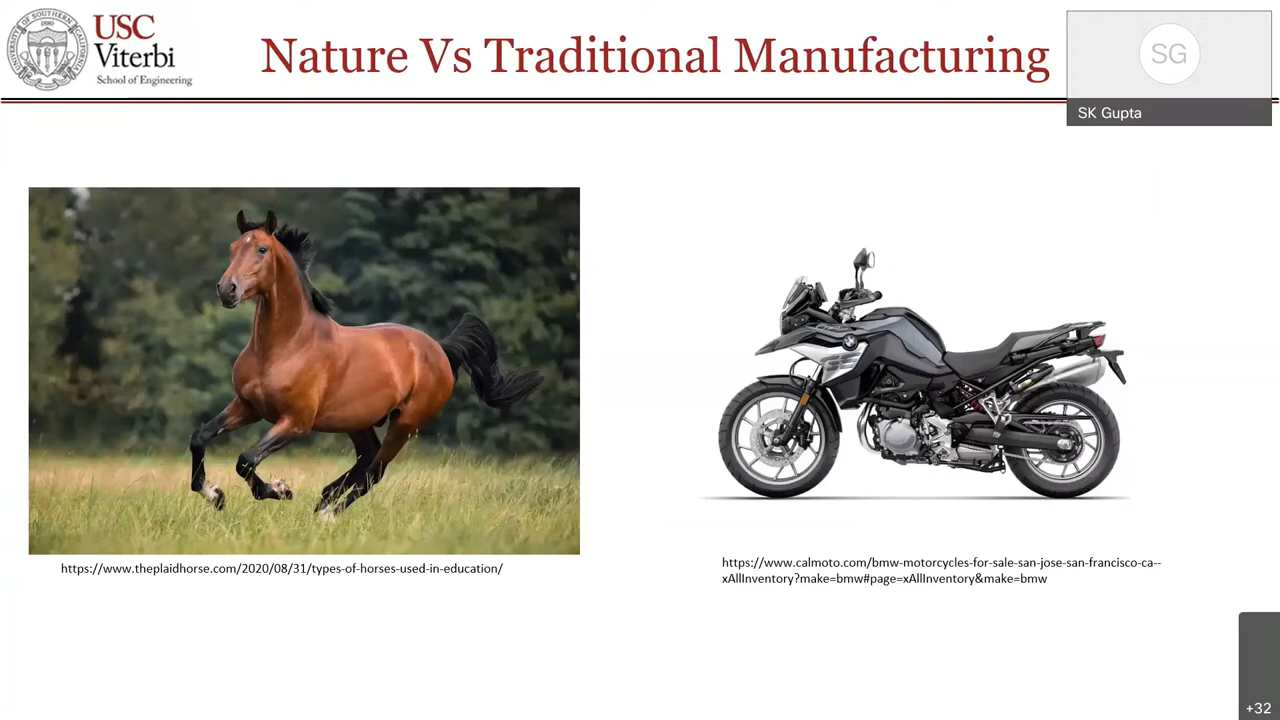 USC
Viterbi
School of Engineering
Nature Vs Traditional Manufacturing
SG
SK Gupta
https://www.theplaidhorse.com/2020/08/31/types-of-horses-used-in-education/
https://www.calmoto.com/bmw-motorcycles-for-sale-san-jose-san-francisco-ca--
xAllInventory?make=bmw#page=xAllInventory&make=bmw
+32